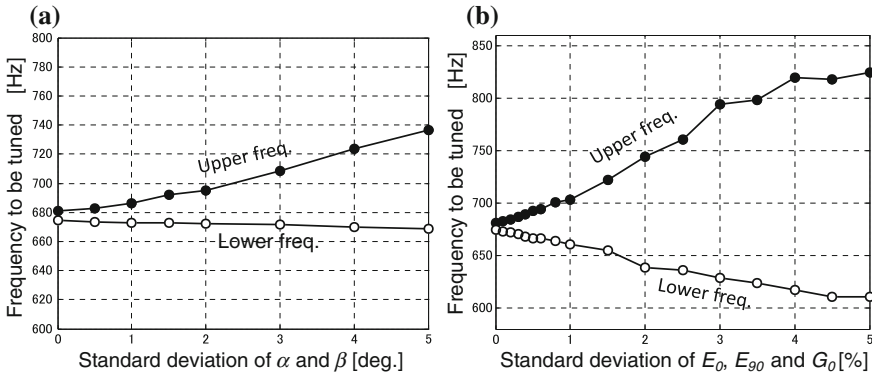 (a)
Frequency to be tuned [Hz]
800
780
760
740
720
700
680
660
640
620
600
Upper freq.
Lower freq.
0 1 2 3 4 5
Standard deviation of α and β [deg.]
(b)
Frequency to be tuned [Hz]
850
800
750
700
650
600
Upper freq.
Lower freq.
0 1 2 3 4 5
Standard deviation of E0, E90 and G0 [%]